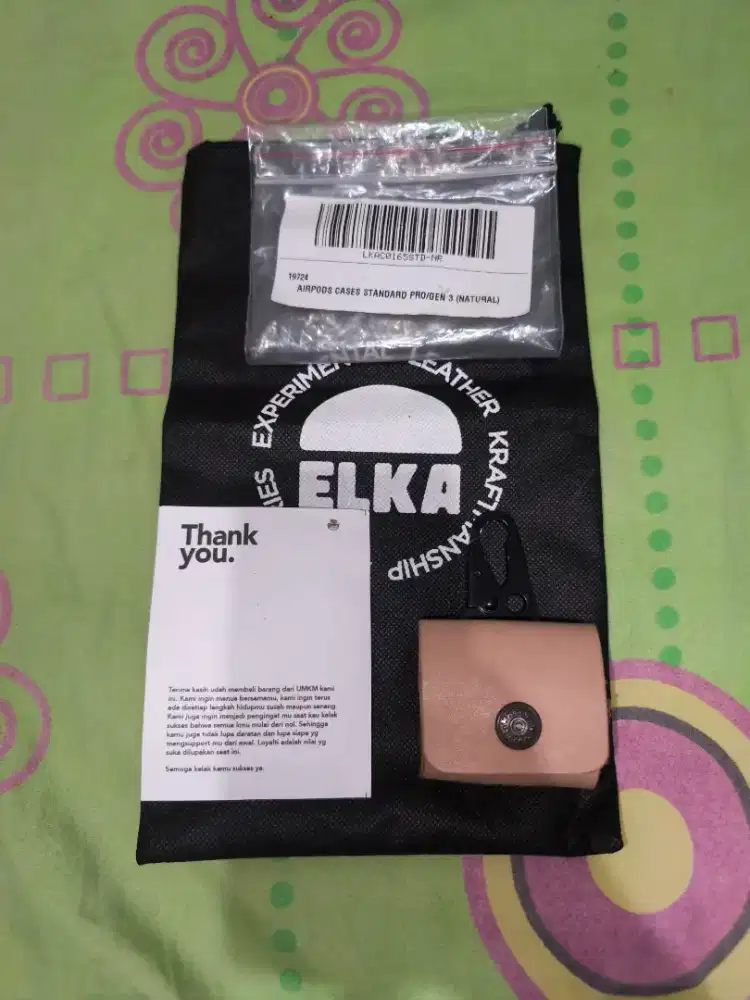 LKAC0165STD-NR
19724
AIRPODS CASES STANDARD PRO/GEN 3 (NATURAL)
EXPERIMENTAL LEATHER
ELKA
Thank
you.
Terima kasih udah membeli barang dari UMKM kami
ini. Kami ingin menua bersamamu, kami ingin terus
ada disetiap langkah hidupmu susah maupun senang.
Kami juga ingin menjadi pengingat mu saat kau kelak
sukses bahwa semua kmu mulai dari nol. Sehingga
kamu juga tidak lupa daratan dan lupa siapa yg
mengsupport mu dari awal. Loyalti adalah nilai yg
suka dilupakan saat ini.
Semoga kelak kamu sukses ya.